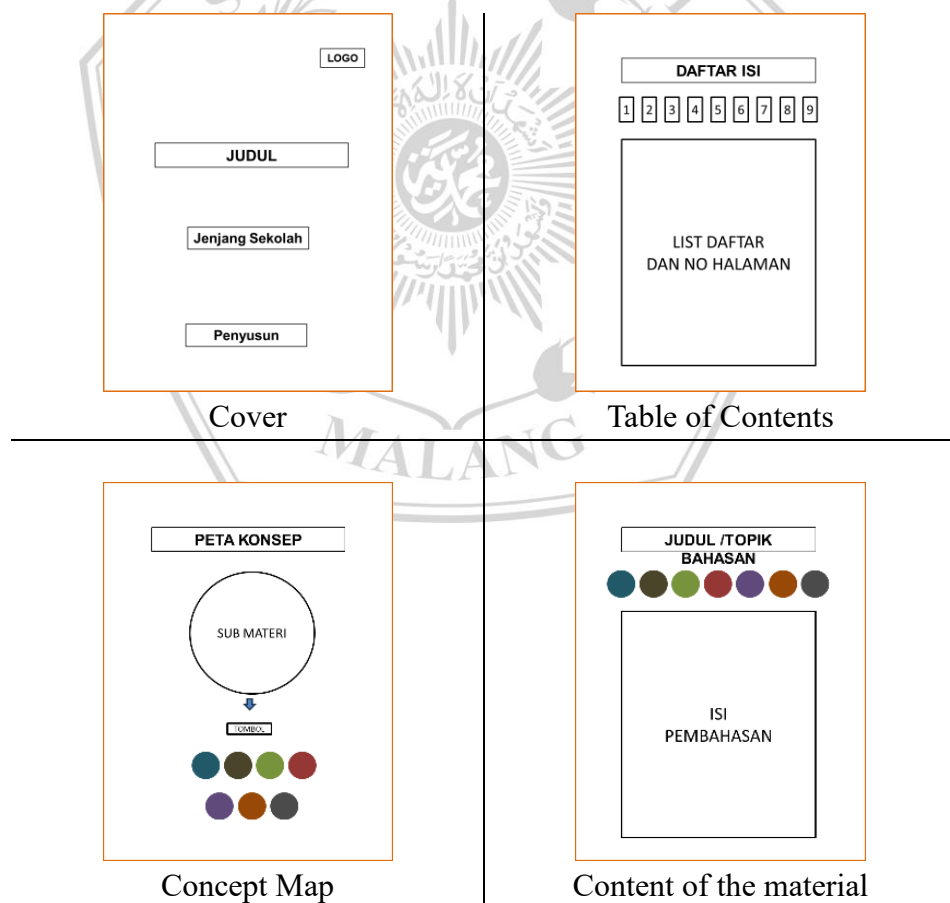 LOGO
JUDUL
Jenjang Sekolah
Penyusun
Cover
DAFTAR ISI
1 2 3 4 5 6 7 8 9
LIST DAFTAR
DAN NO HALAMAN
Table of Contents
MALANG
PETA KONSEP
SUB MATERI
TOMBOL
Concept Map
JUDUL /TOPIK
BAHASAN
ISI
PEMBAHASAN
Content of the material